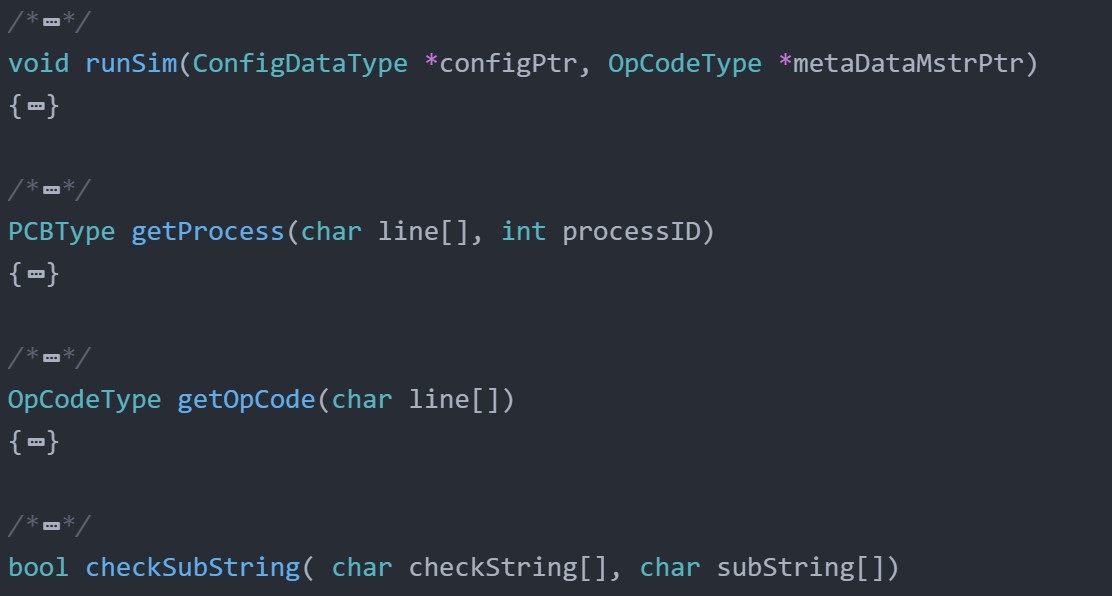 /*⋯*/
void runSim(ConfigDataType *configPtr, OpCodeType *metaDataMstrPtr)
{⋯}
/*⋯*/
PCBType getProcess(char line[], int processID)
{⋯}
/*⋯*/
OpCodeType getOpCode(char line[])
{⋯}
/*⋯*/
bool checkSubString( char checkString[], char subString[])